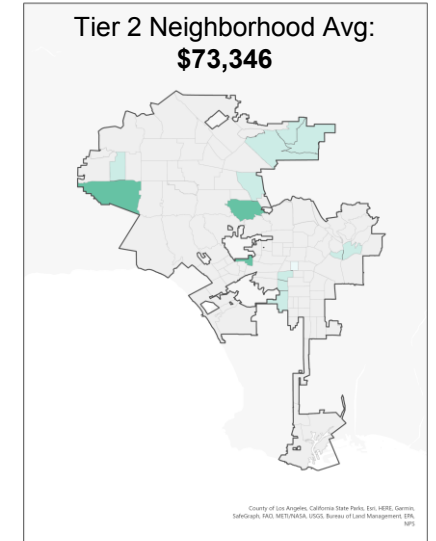 Tier 2 Neighborhood Avg:
$73,346
County of Los Angeles, California State Parks, Esri, HERE, Garmin,
SafeGraph, FAO, METI/NASA, USGS, Bureau of Land Management, EPA,
NPS